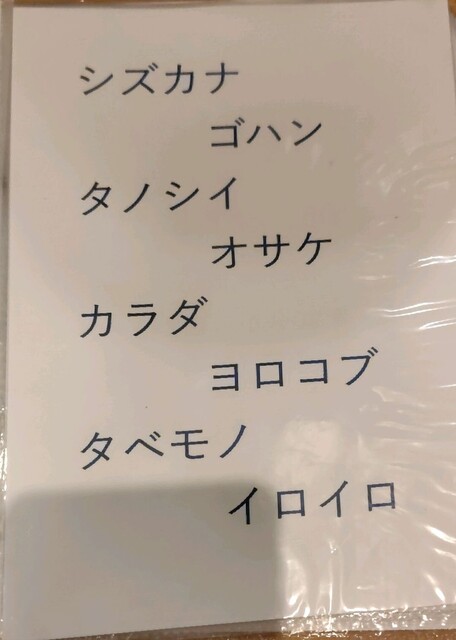 シズカナ
ゴハン
タノシイ
オサケ
カラダ
ヨロコブ
タベモノ
イロイロ